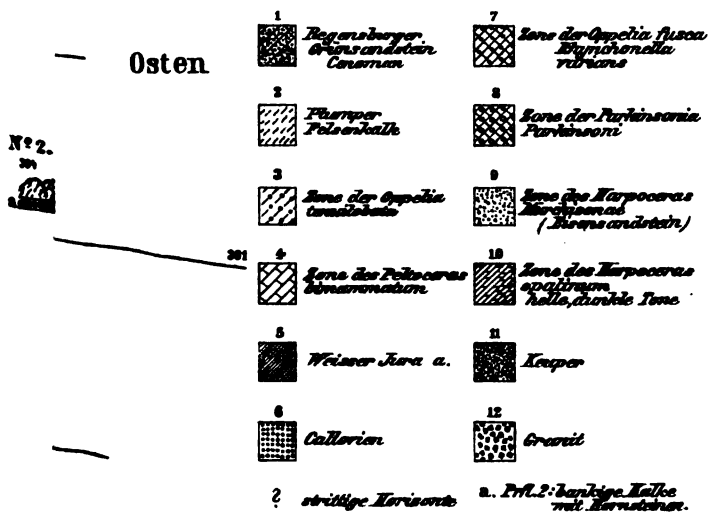 Osten
Nº 2.
301
1
Regensburger
Grünsandstein
Cenoman
2
Plumper
Felsenkalk
3
Zone der Oppelia
tenuilobata
4
Zone des Peltoceras
bimammatum
5
Weisser Jura a.
6
Callovien
?
strittige Horizonte
7
Zone der Oppelia fusca
Rhynchonella
varians
8
Zone der Parkinsonia
Parkinsoni
9
Zone des Harpoceras
Murchisonae
(Eisensandstein)
10
Zone des Harpoceras
opalinum
helle, dunkle Tone
11
Keuper
12
Granit
a. Prfl. 2: bankige Kalke
mit Hornsteinen.